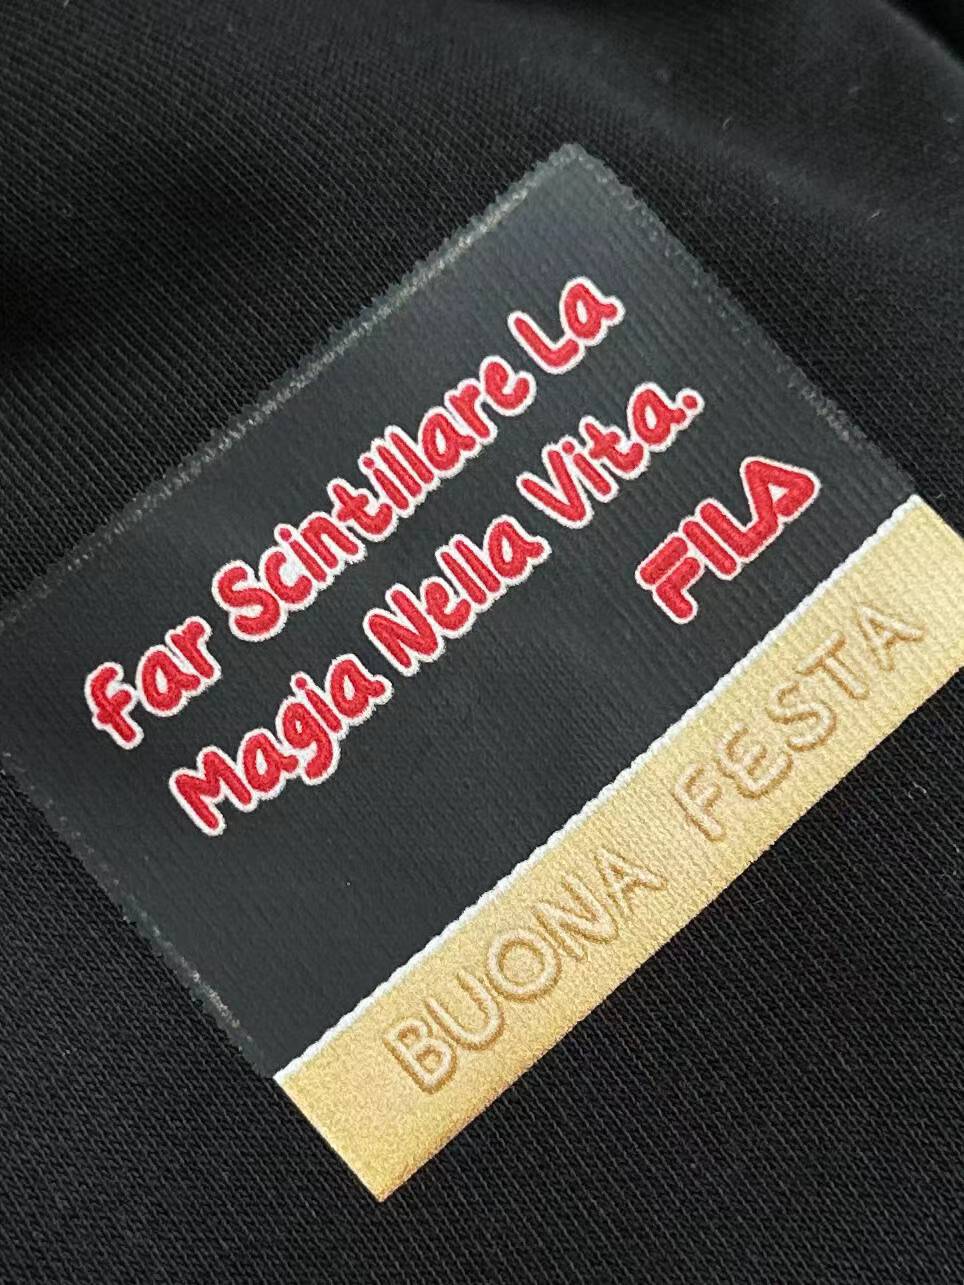 Far Scintillare La
Magia Nella Vita.
FILA
BUONA FESTA